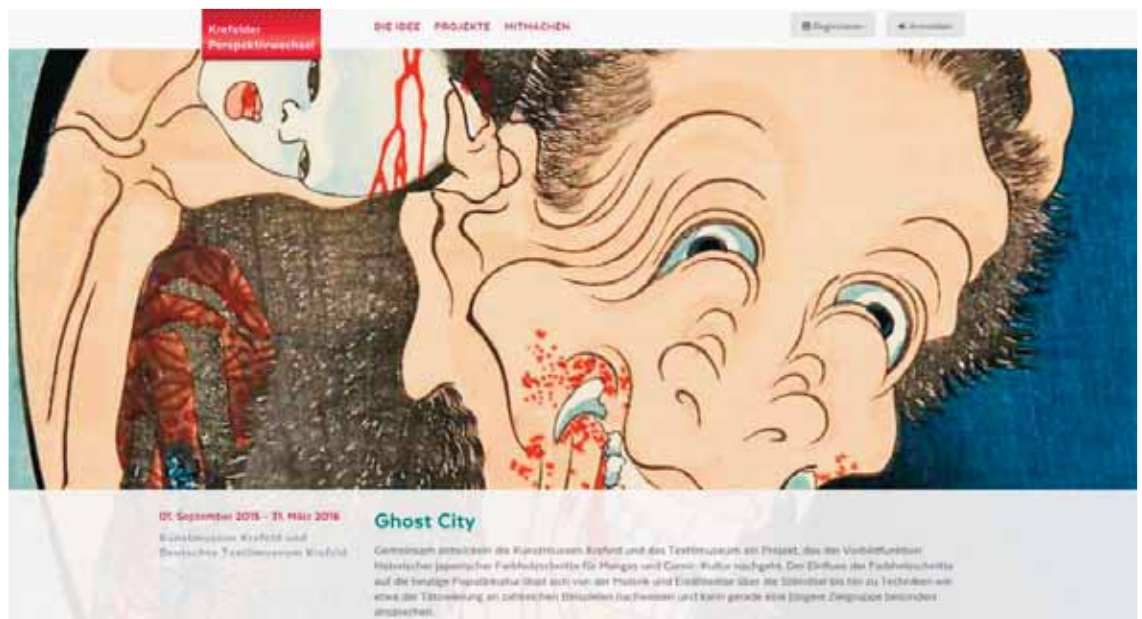 Krefelder
Perspektivwechsel
DIE IDEE PROJEKTE MITMACHEN
Registrieren Anmelden
01. September 2015 – 31. März 2016
Kunstmuseen Krefeld und
Deutsches Textilmuseum Krefeld
Ghost City
Gemeinsam entwickeln die Kunstmuseen Krefeld und das Textilmuseum ein Projekt, das der Vorbildfunktion
historischer japanischer Farbholzschnitte für Mangas und Comic-Kultur nachgeht. Der Einfluss der Farbholzschnitte
auf die heutige Populärkultur lässt sich von der Motivik und Erzählweise über die Stilmittel bis hin zu Techniken wie
etwa der Tätowierung an zahlreichen Beispielen nachweisen und kann gerade eine jüngere Zielgruppe besonders
ansprechen.